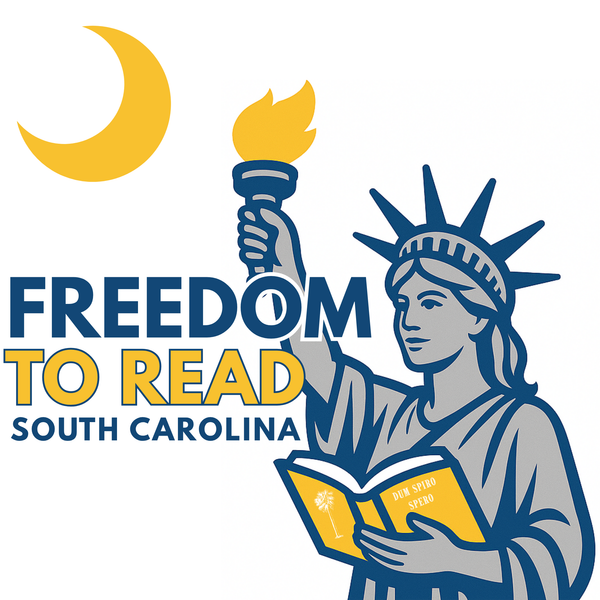 FREEDOM
TO READ
SOUTH CAROLINA
DUM SPIRO
SPERO